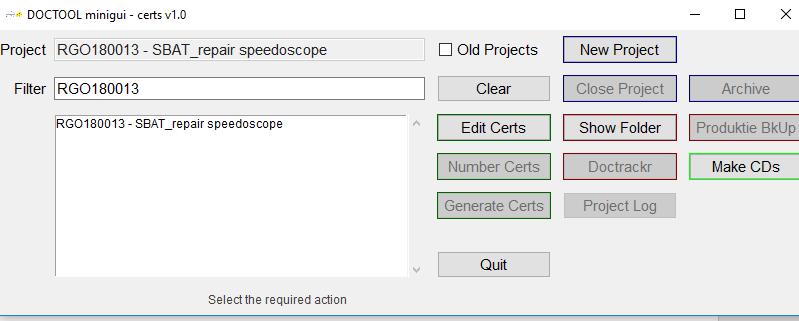 DOCTOOL minigui - certs v1.0
Project RGO180013 - SBAT_repair speedoscope Old Projects New Project
Filter RGO180013 Clear Close Project Archive
RGO180013 - SBAT_repair speedoscope
Edit Certs Show Folder Produktie BkUp
Number Certs Doctrackr Make CDs
Generate Certs Project Log
Quit
Select the required action